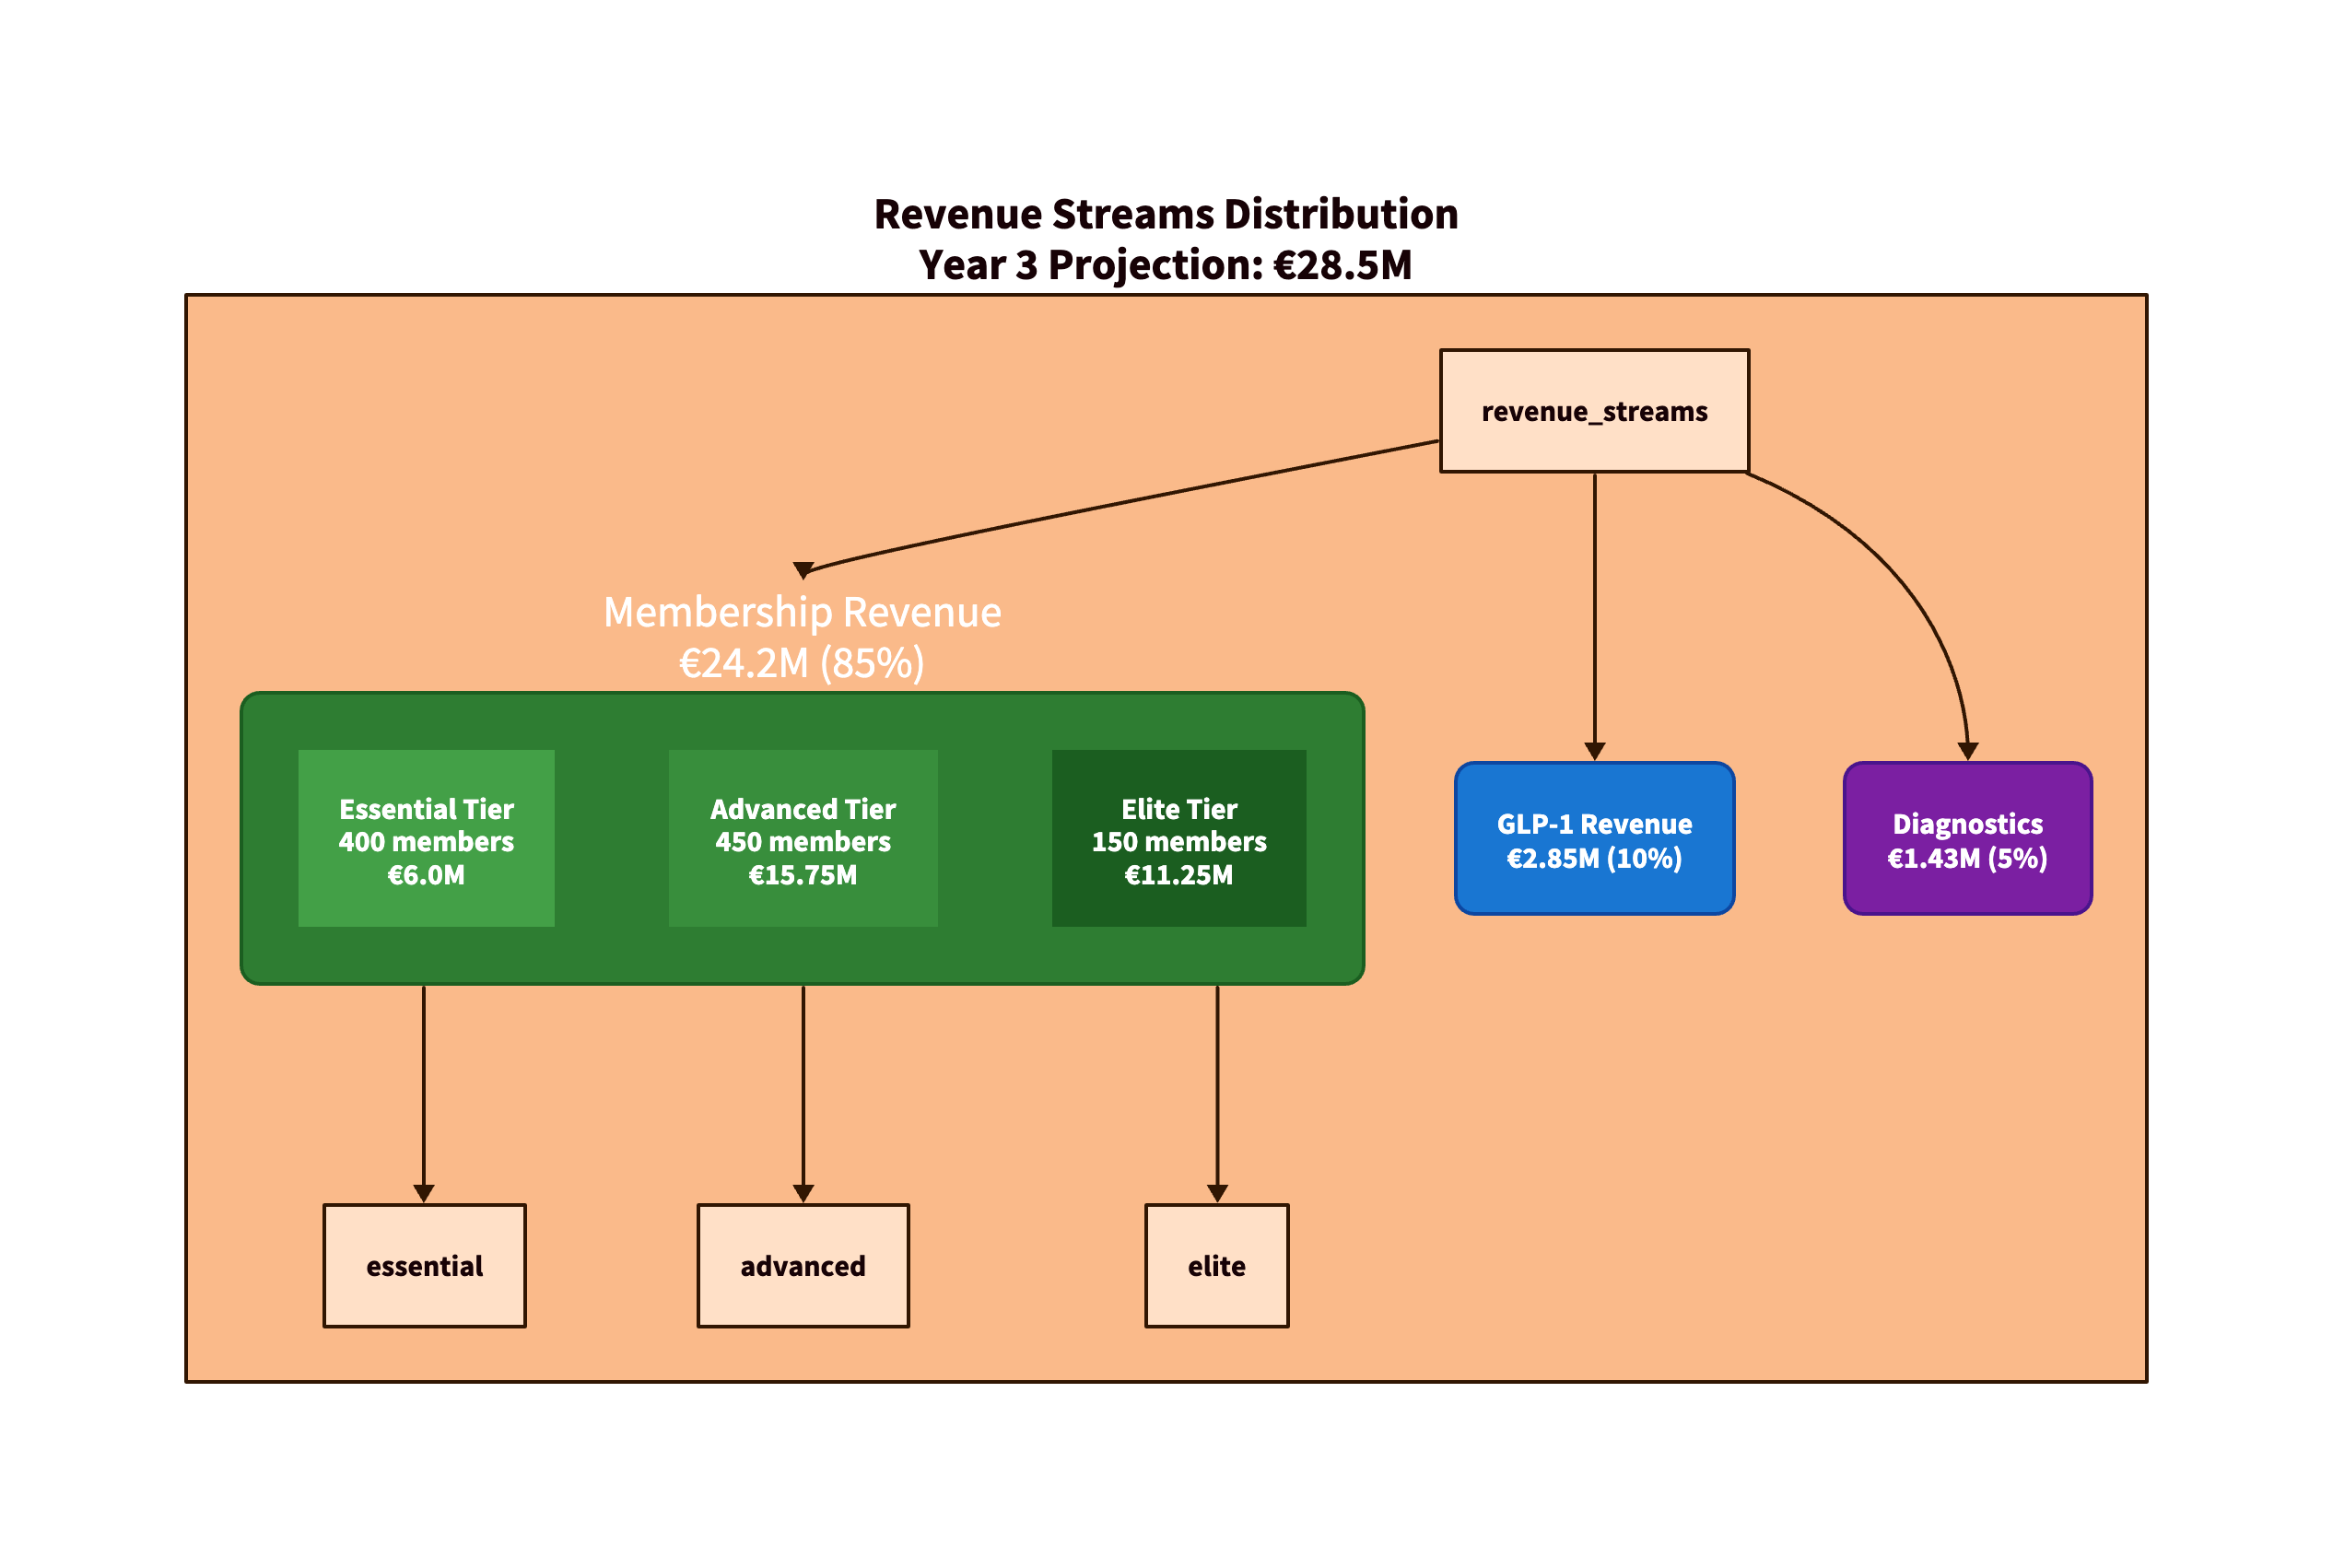 Revenue Streams Distribution
Year 3 Projection: €28.5M
revenue_streams
Membership Revenue
€24.2M (85%)
Essential Tier
400 members
€6.0M
Advanced Tier
450 members
€15.75M
Elite Tier
150 members
€11.25M
GLP-1 Revenue
€2.85M (10%)
Diagnostics
€1.43M (5%)
essential
advanced
elite